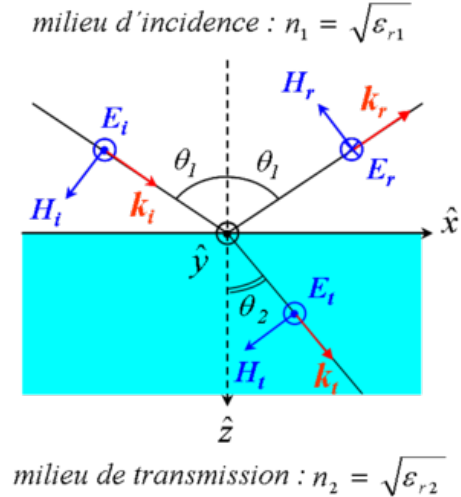 milieu d'incidence : n₁ = √εᵣ₁
Hᵣ kᵣ
Eᵢ θ₁ θ₁ Eᵣ
Hᵢ kᵢ
x̂
ŷ
θ₂ Eₜ
Hₜ kₜ
ẑ
milieu de transmission : n₂ = √εᵣ₂